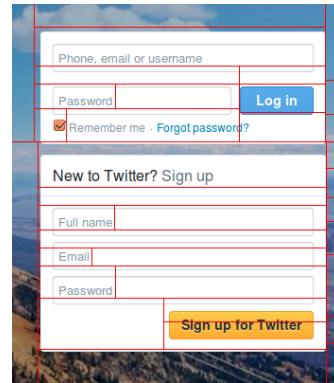 Phone, email or username
Password
Log in
Remember me · Forgot password?
New to Twitter? Sign up
Full name
Email
Password
Sign up for Twitter